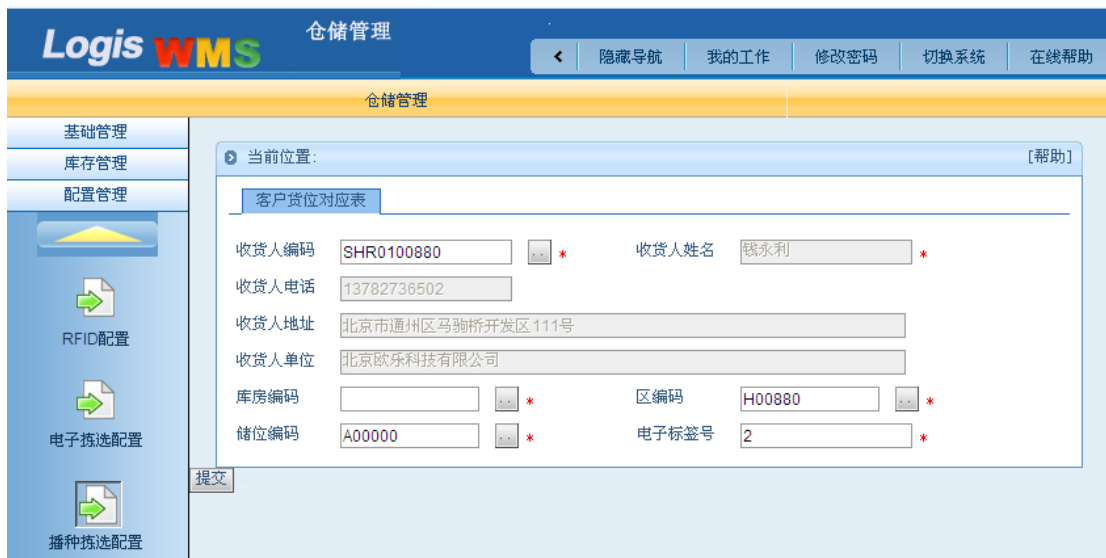 Logis WMS 仓储管理
隐藏导航 我的工作 修改密码 切换系统 在线帮助
仓储管理
基础管理
库存管理
配置管理
RFID配置
电子拣选配置
播种拣选配置
当前位置: [帮助]
客户货位对应表
收货人编码 SHR0100880 .. * 收货人姓名 钱永利 *
收货人电话 13782736502
收货人地址 北京市通州区马驹桥开发区111号
收货人单位 北京欧乐科技有限公司
库房编码 .. * 区编码 H00880 .. *
储位编码 A00000 .. * 电子标签号 2 *
提交